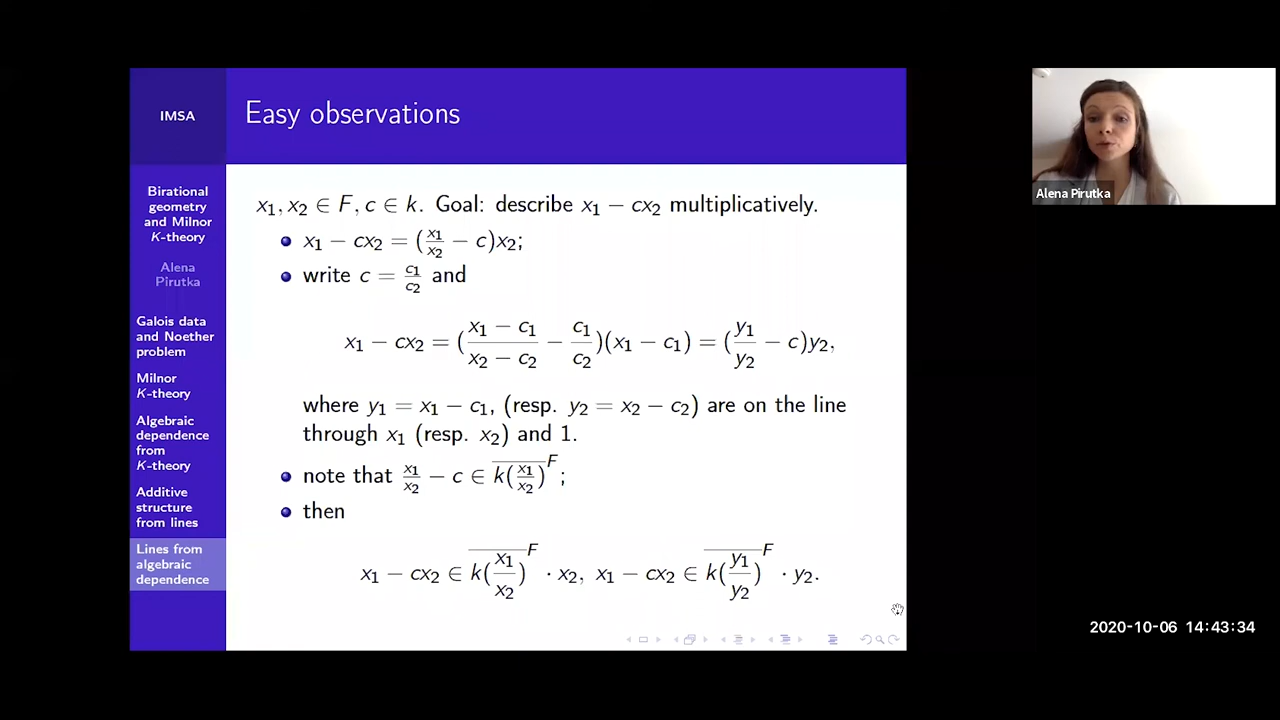 IMSA
Easy observations
Birational
geometry
and Milnor
K-theory
Alena
Pirutka
Galois data
and Noether
problem
Milnor
K-theory
Algebraic
dependence
from
K-theory
Additive
structure
from lines
Lines from
algebraic
dependence
x₁, x₂ ∈ F, c ∈ k. Goal: describe x₁ − cx₂ multiplicatively.
x₁ − cx₂ = (x₁/x₂ − c)x₂;
write c = c₁/c₂ and
x₁ − cx₂ = ((x₁ − c₁)/(x₂ − c₂) − c₁/c₂)(x₁ − c₁) = (y₁/y₂ − c)y₂,
where y₁ = x₁ − c₁, (resp. y₂ = x₂ − c₂) are on the line
through x₁ (resp. x₂) and 1.
note that x₁/x₂ − c ∈ \overline{k(x₁/x₂)}^F;
then
x₁ − cx₂ ∈ \overline{k(x₁/x₂)}^F · x₂, x₁ − cx₂ ∈ \overline{k(y₁/y₂)}^F · y₂.
Alena Pirutka
2020-10-06 14:43:34